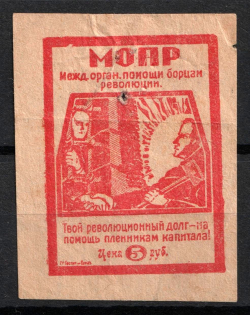 МОПР
Межд. орган. помощи борцам
революции.
Твой революционный долг—на
помощь пленникам капитала!
Цена 5 руб.